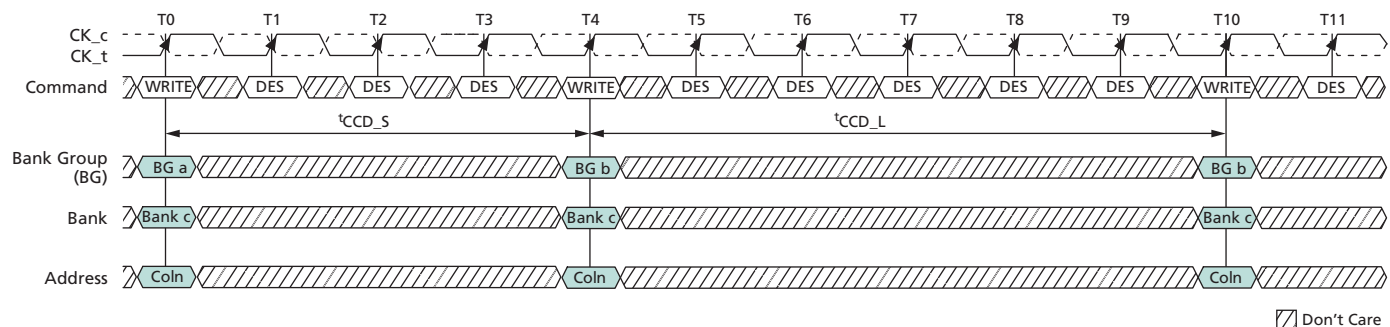 T0 T1 T2 T3 T4 T5 T6 T7 T8 T9 T10 T11
CK_c
CK_t
Command WRITE DES DES DES WRITE DES DES DES DES DES WRITE DES
tCCD_S tCCD_L
Bank Group
(BG) BG a BG b BG b
Bank Bank c Bank c Bank c
Address Coln Coln Coln
Don't Care